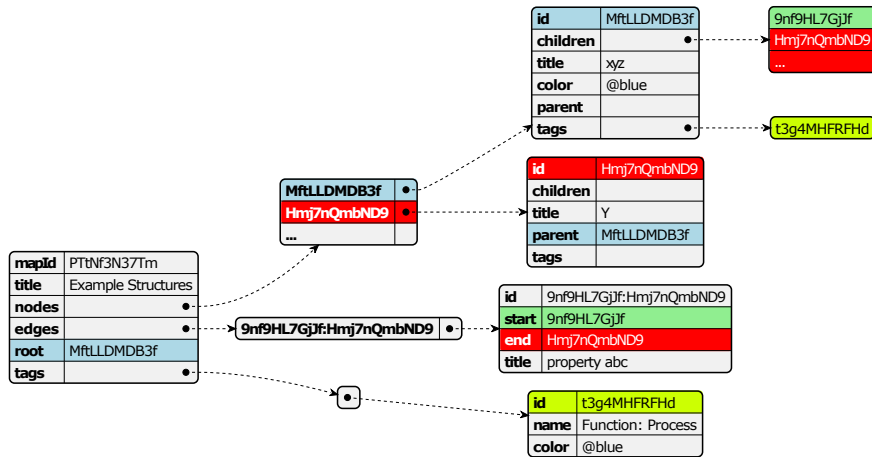 mapId PTtNf3N37Tm
title Example Structures
nodes
edges
root MftLLDMDB3f
tags
MftLLDMDB3f
Hmj7nQmbND9
...
id MftLLDMDB3f
children
title xyz
color @blue
parent
tags
9nf9HL7GjJf
Hmj7nQmbND9
...
t3g4MHFRFHd
id Hmj7nQmbND9
children
title Y
parent MftLLDMDB3f
tags
9nf9HL7GjJf:Hmj7nQmbND9
id 9nf9HL7GjJf:Hmj7nQmbND9
start 9nf9HL7GjJf
end Hmj7nQmbND9
title property abc
id t3g4MHFRFHd
name Function: Process
color @blue